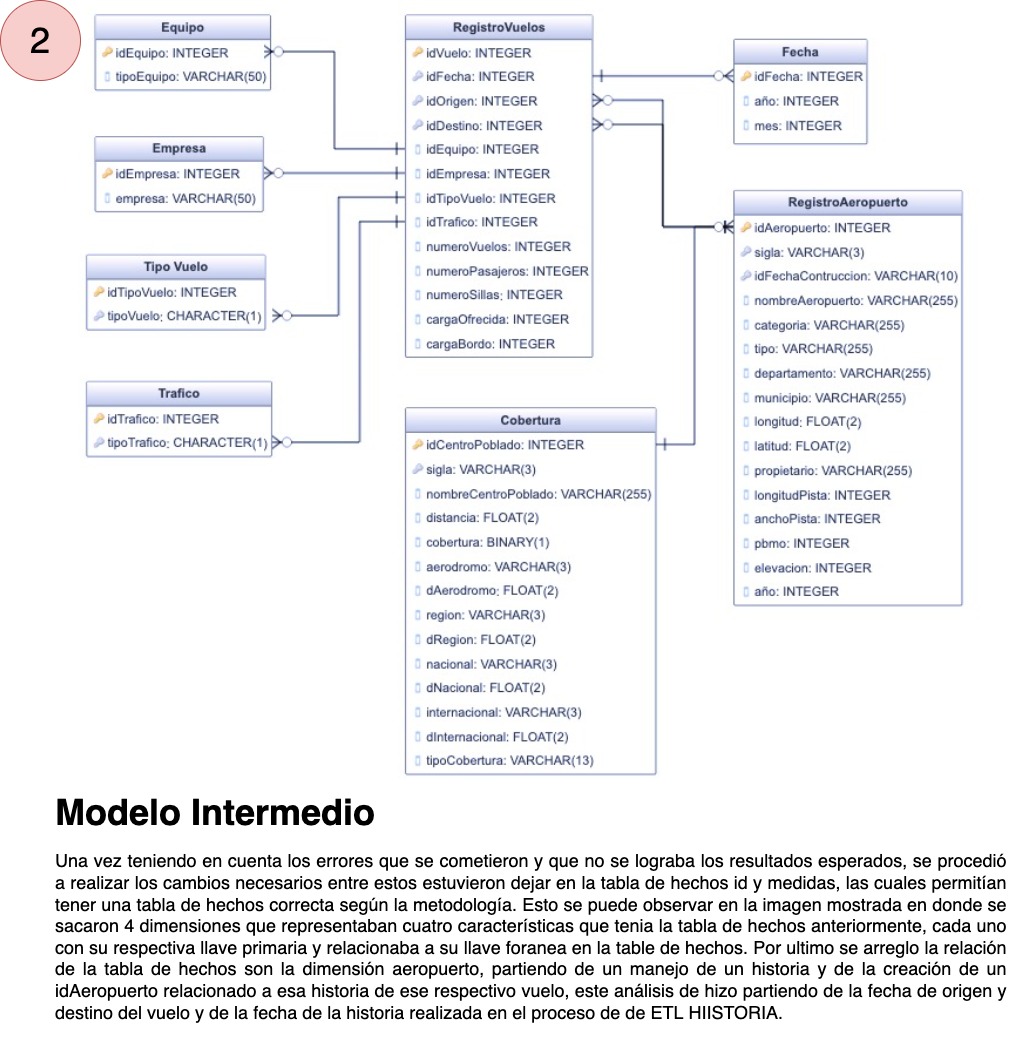 2
Equipo
idEquipo: INTEGER
tipoEquipo: VARCHAR(50)
Empresa
idEmpresa: INTEGER
empresa: VARCHAR(50)
Tipo Vuelo
idTipoVuelo: INTEGER
tipoVuelo: CHARACTER(1)
Trafico
idTrafico: INTEGER
tipoTrafico: CHARACTER(1)
RegistroVuelos
idVuelo: INTEGER
idFecha: INTEGER
idOrigen: INTEGER
idDestino: INTEGER
idEquipo: INTEGER
idEmpresa: INTEGER
idTipoVuelo: INTEGER
idTrafico: INTEGER
numeroVuelos: INTEGER
numeroPasajeros: INTEGER
numeroSillas: INTEGER
cargaOfrecida: INTEGER
cargaBordo: INTEGER
Cobertura
idCentroPoblado: INTEGER
sigla: VARCHAR(3)
nombreCentroPoblado: VARCHAR(255)
distancia: FLOAT(2)
cobertura: BINARY(1)
aerodromo: VARCHAR(3)
dAerodromo: FLOAT(2)
region: VARCHAR(3)
dRegion: FLOAT(2)
nacional: VARCHAR(3)
dNacional: FLOAT(2)
internacional: VARCHAR(3)
dInternacional: FLOAT(2)
tipoCobertura: VARCHAR(13)
Fecha
idFecha: INTEGER
año: INTEGER
mes: INTEGER
RegistroAeropuerto
idAeropuerto: INTEGER
sigla: VARCHAR(3)
idFechaContruccion: VARCHAR(10)
nombreAeropuerto: VARCHAR(255)
categoria: VARCHAR(255)
tipo: VARCHAR(255)
departamento: VARCHAR(255)
municipio: VARCHAR(255)
longitud: FLOAT(2)
latitud: FLOAT(2)
propietario: VARCHAR(255)
longitudPista: INTEGER
anchoPista: INTEGER
pbmo: INTEGER
elevacion: INTEGER
año: INTEGER
Modelo Intermedio
Una vez teniendo en cuenta los errores que se cometieron y que no se lograba los resultados esperados, se procedió
a realizar los cambios necesarios entre estos estuvieron dejar en la tabla de hechos id y medidas, las cuales permitían
tener una tabla de hechos correcta según la metodología. Esto se puede observar en la imagen mostrada en donde se
sacaron 4 dimensiones que representaban cuatro características que tenia la tabla de hechos anteriormente, cada uno
con su respectiva llave primaria y relacionaba a su llave foranea en la table de hechos. Por ultimo se arreglo la relación
de la tabla de hechos son la dimensión aeropuerto, partiendo de un manejo de un historia y de la creación de un
idAeropuerto relacionado a esa historia de ese respectivo vuelo, este análisis de hizo partiendo de la fecha de origen y
destino del vuelo y de la fecha de la historia realizada en el proceso de de ETL HIISTORIA.